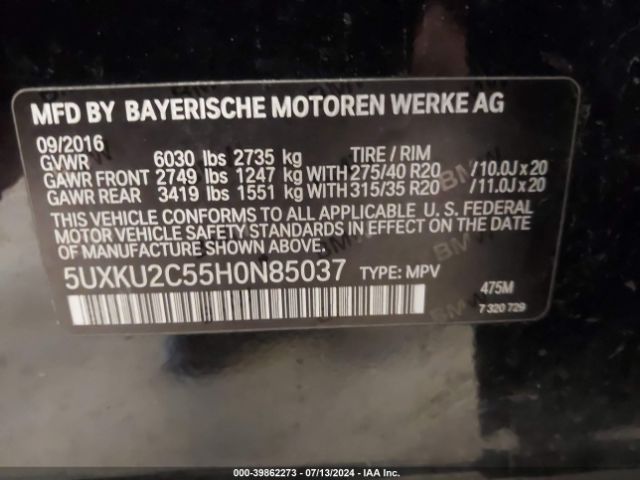 MFD BY BAYERISCHE MOTOREN WERKE AG
09/2016 TIRE / RIM
GVWR 6030 lbs 2735 kg
GAWR FRONT 2749 lbs 1247 kg WITH 275/40 R20 /10.0J x 20
GAWR REAR 3419 lbs 1551 kg WITH 315/35 R20 /11.0J x 20
THIS VEHICLE CONFORMS TO ALL APPLICABLE U. S. FEDERAL
MOTOR VEHICLE SAFETY STANDARDS IN EFFECT ON THE DATE
OF MANUFACTURE SHOWN ABOVE.
5UXKU2C55H0N85037 TYPE: MPV 475M
7 320 729
000-39862273 - 07/13/2024 - IAA Inc.